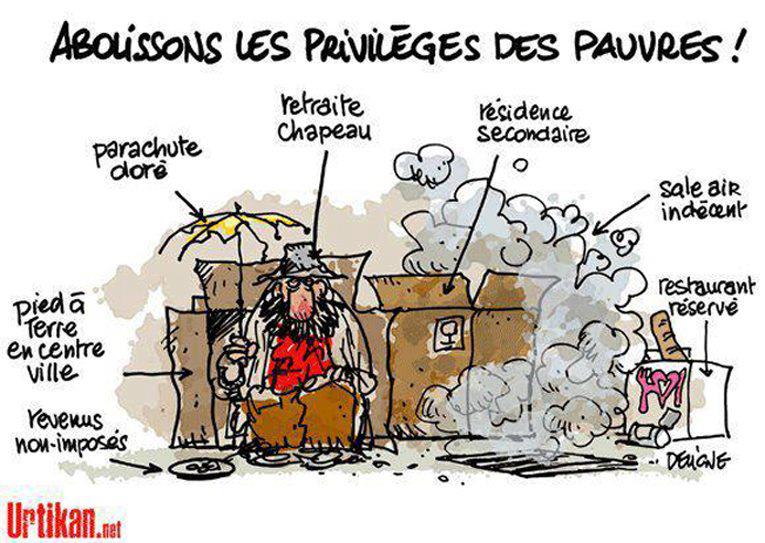 ABOLISSONS LES PRIVILÈGES DES PAUVRES !
retraite
chapeau
résidence
secondaire
parachute
doré
sale air
indécent
restaurant
réservé
pied à
Terre
en centre
ville
revenus
non-imposés
DELIGNE
Urtikan.net